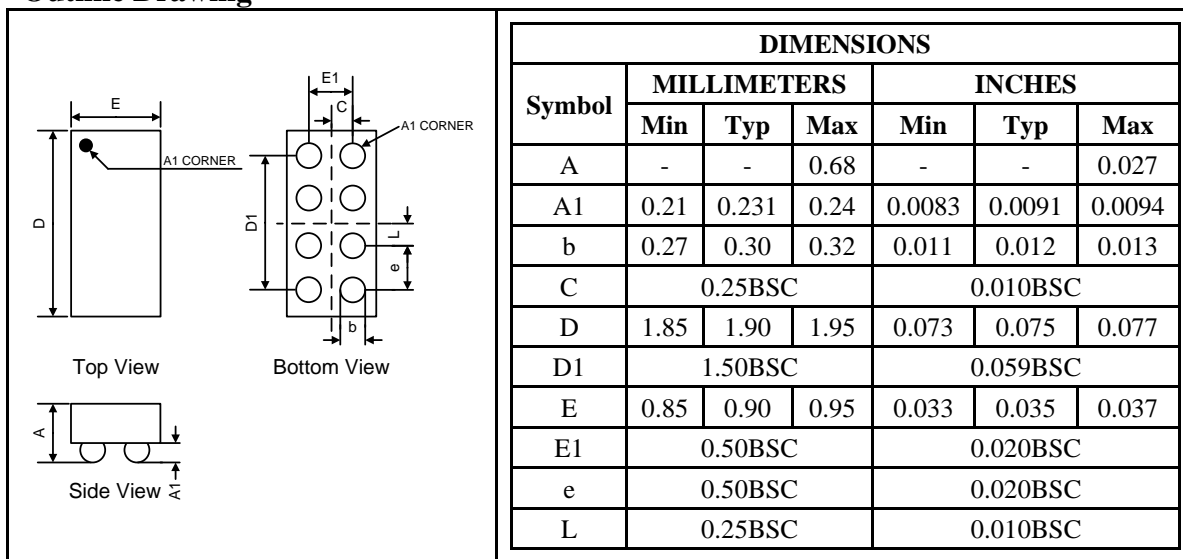 E
A1 CORNER
D
Top View
E1
C
A1 CORNER
D1
L
e
b
Bottom View
A
A1
Side View
DIMENSIONS
Symbol MILLIMETERS INCHES
Min Typ Max Min Typ Max
A - - 0.68 - - 0.027
A1 0.21 0.231 0.24 0.0083 0.0091 0.0094
b 0.27 0.30 0.32 0.011 0.012 0.013
C 0.25BSC 0.010BSC
D 1.85 1.90 1.95 0.073 0.075 0.077
D1 1.50BSC 0.059BSC
E 0.85 0.90 0.95 0.033 0.035 0.037
E1 0.50BSC 0.020BSC
e 0.50BSC 0.020BSC
L 0.25BSC 0.010BSC